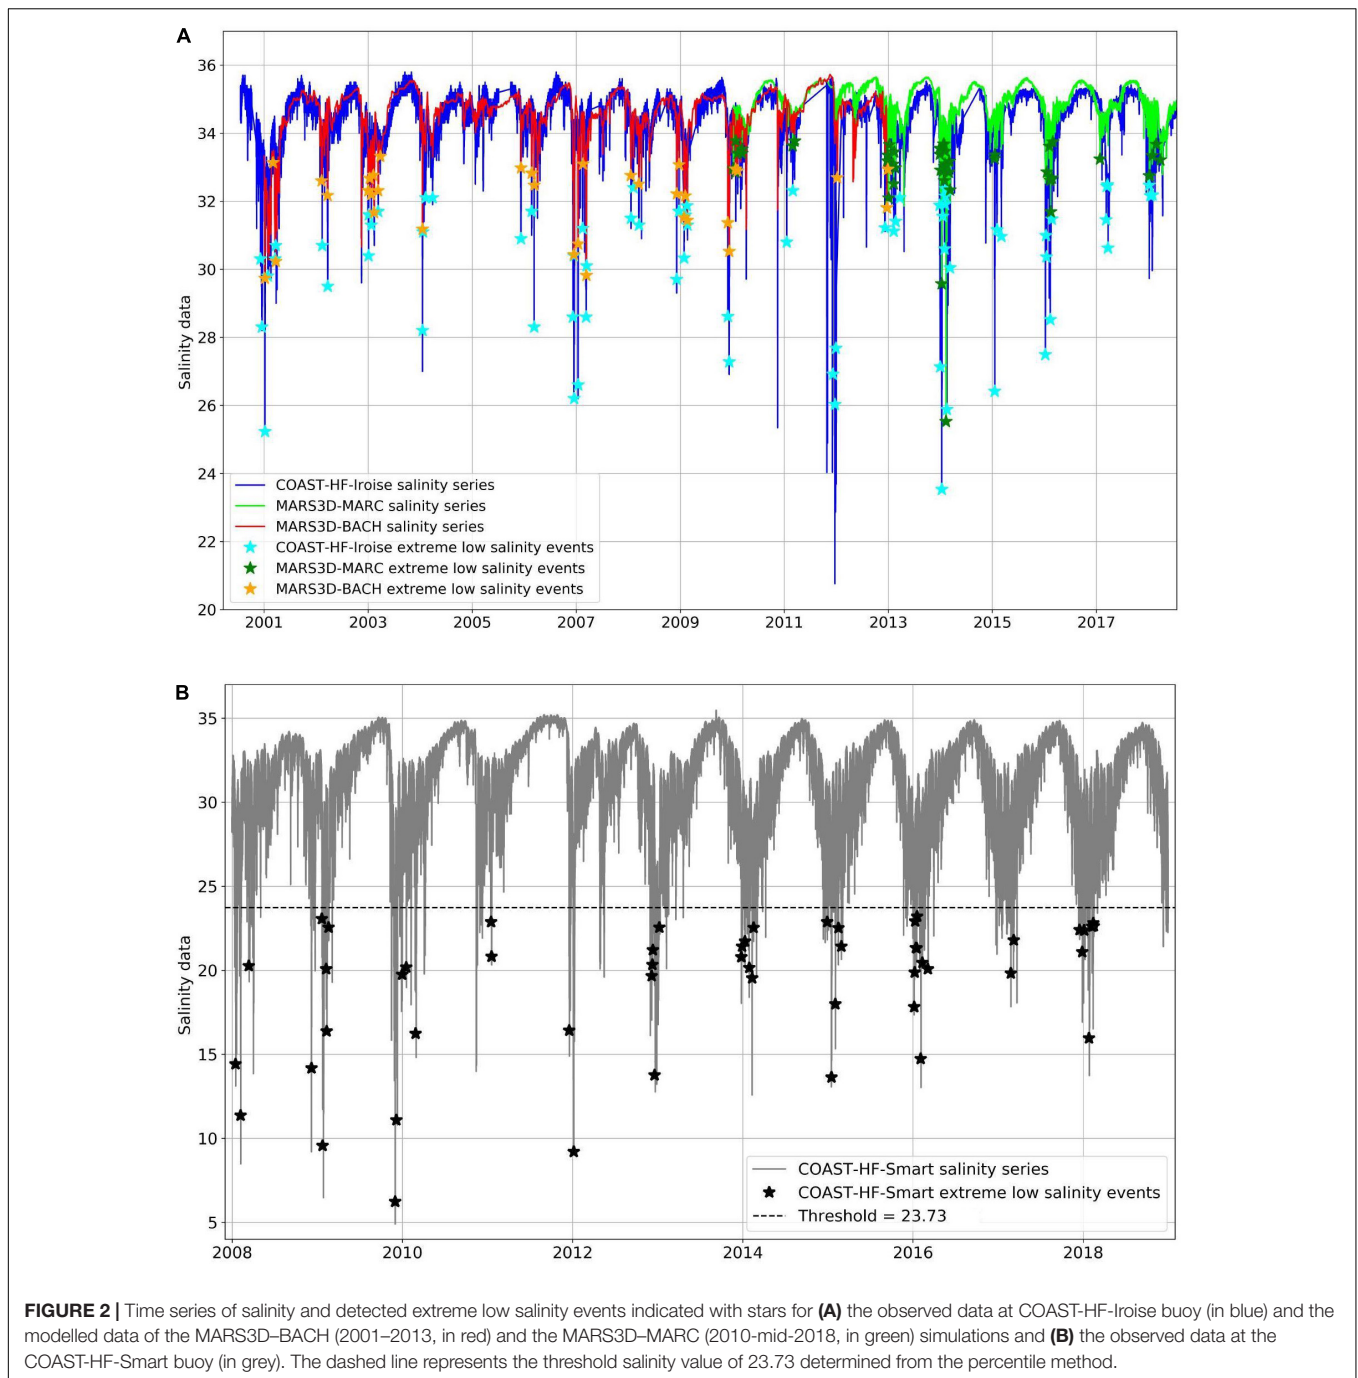 A
36
34
32
30
28
26
24
22
20
Salinity data
COAST-HF-Iroise salinity series
MARS3D-MARC salinity series
MARS3D-BACH salinity series
COAST-HF-Iroise extreme low salinity events
MARS3D-MARC extreme low salinity events
MARS3D-BACH extreme low salinity events
2001 2003 2005 2007 2009 2011 2013 2015 2017
B
35
30
25
20
15
10
5
Salinity data
COAST-HF-Smart salinity series
COAST-HF-Smart extreme low salinity events
Threshold = 23.73
2008 2010 2012 2014 2016 2018
FIGURE 2 | Time series of salinity and detected extreme low salinity events indicated with stars for (A) the observed data at COAST-HF-Iroise buoy (in blue) and the
modelled data of the MARS3D–BACH (2001–2013, in red) and the MARS3D–MARC (2010-mid-2018, in green) simulations and (B) the observed data at the
COAST-HF-Smart buoy (in grey). The dashed line represents the threshold salinity value of 23.73 determined from the percentile method.